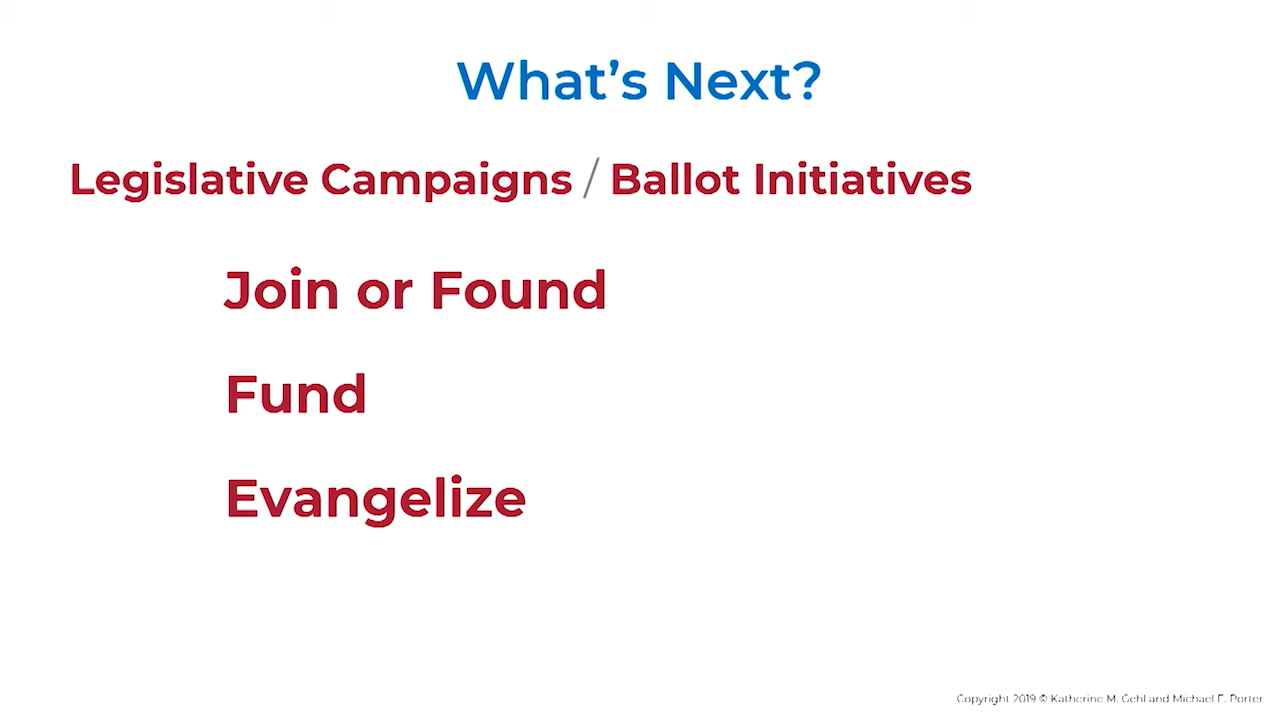 What's Next?
Legislative Campaigns / Ballot Initiatives
Join or Found
Fund
Evangelize
Copyright 2019 © Katherine M. Gehl and Michael E. Porter